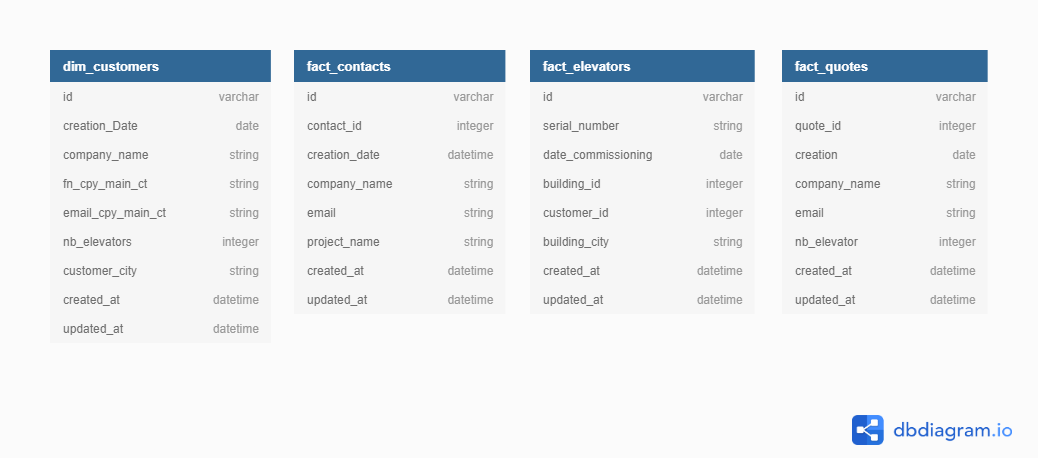 dim_customers
id varchar
creation_Date date
company_name string
fn_cpy_main_ct string
email_cpy_main_ct string
nb_elevators integer
customer_city string
created_at datetime
updated_at datetime
fact_contacts
id varchar
contact_id integer
creation_date datetime
company_name string
email string
project_name string
created_at datetime
updated_at datetime
fact_elevators
id varchar
serial_number string
date_commissioning date
building_id integer
customer_id integer
building_city string
created_at datetime
updated_at datetime
fact_quotes
id varchar
quote_id integer
creation date
company_name string
email string
nb_elevator integer
created_at datetime
updated_at datetime
dbdiagram.io